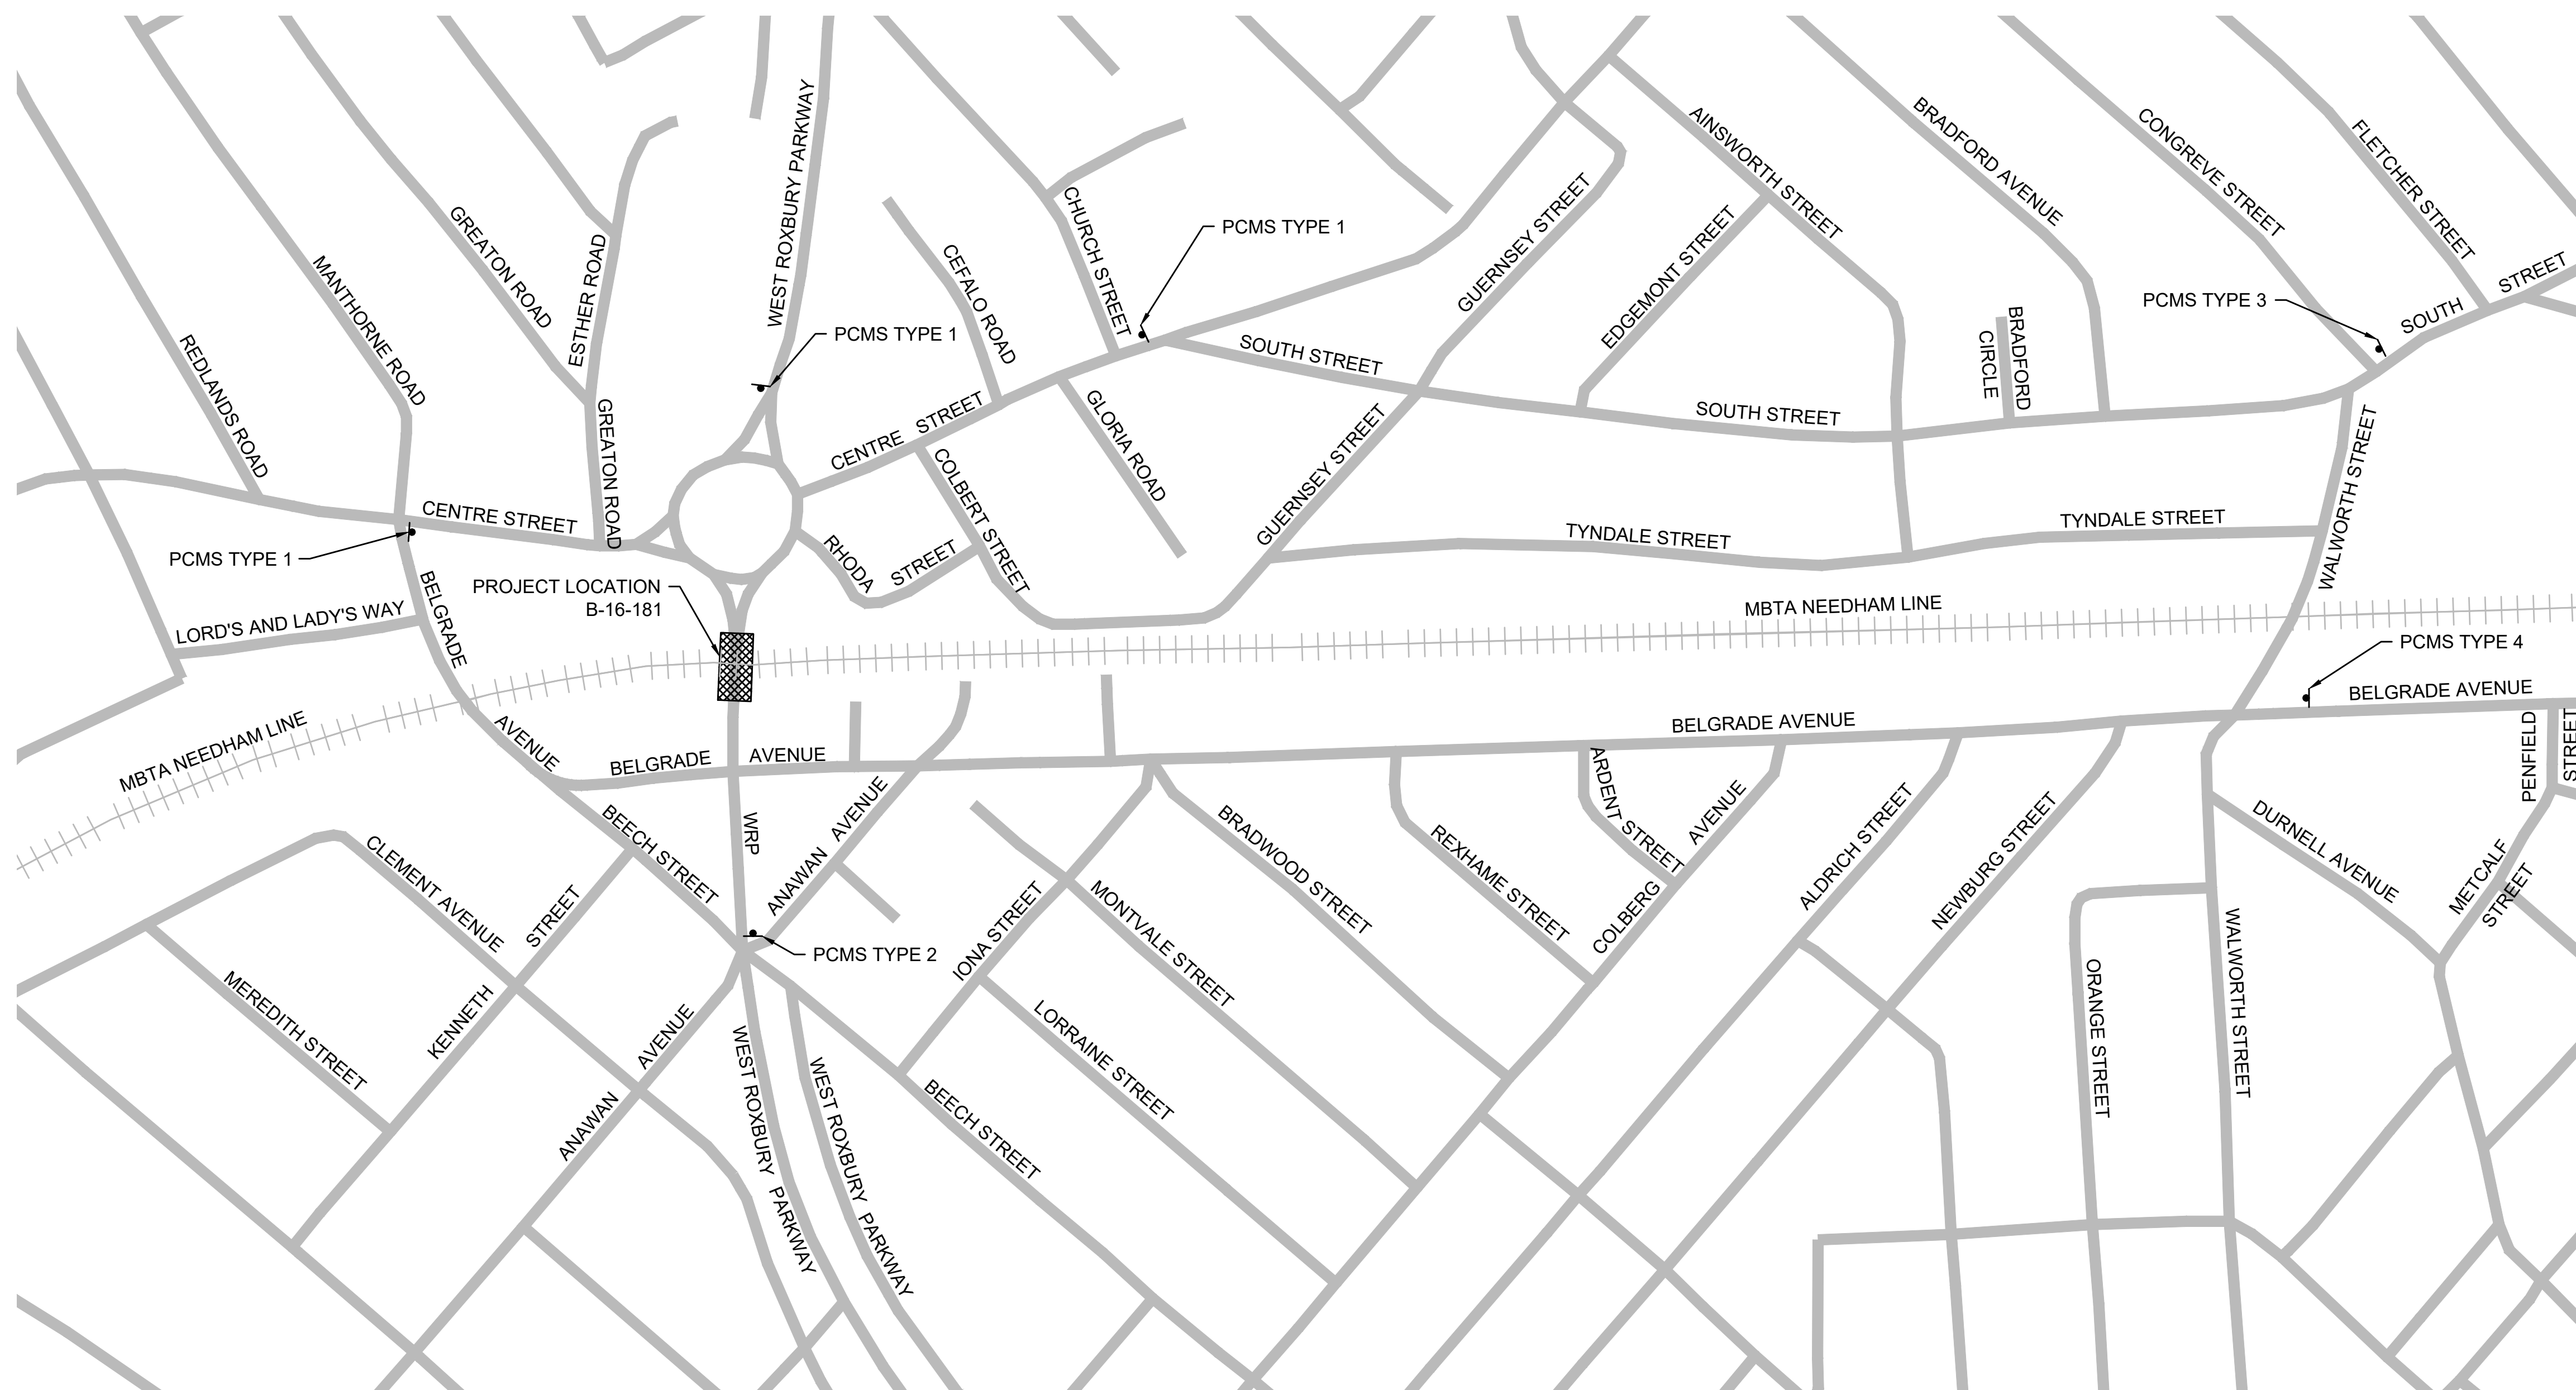 WEST ROXBURY PARKWAY
AINSWORTH STREET
BRADFORD AVENUE
CONGREVE STREET
FLETCHER STREET
GREATON ROAD
MANTHORNE ROAD
ESTHER ROAD
CEFALO ROAD
CHURCH STREET
PCMS TYPE 1
GUERNSEY STREET
EDGEMONT STREET
PCMS TYPE 3
SOUTH
STREET
REDLANDS ROAD
PCMS TYPE 1
SOUTH STREET
BRADFORD
CIRCLE
GREATON ROAD
CENTRE
STREET
GLORIA ROAD
GUERNSEY STREET
SOUTH STREET
WALWORTH STREET
CENTRE STREET
COLBERT STREET
TYNDALE STREET
TYNDALE STREET
PCMS TYPE 1
RHODA
STREET
PROJECT LOCATION
B-16-181
LORD'S AND LADY'S WAY
BELGRADE
MBTA NEEDHAM LINE
PCMS TYPE 4
BELGRADE AVENUE
MBTA NEEDHAM LINE
AVENUE
BELGRADE
AVENUE
BELGRADE AVENUE
PENFIELD
STREET
BEECH STREET
WRP
ANAWAN
AVENUE
BRADWOOD STREET
REXHAME STREET
ARDENT
STREET
COLBERG
AVENUE
ALDRICH STREET
NEWBURG STREET
DURNELL AVENUE
METCALF
STREET
CLEMENT AVENUE
KENNETH
STREET
PCMS TYPE 2
IONA STREET
MONTVALE STREET
WALWORTH STREET
ORANGE STREET
MEREDITH STREET
LORRAINE STREET
ANAWAN
AVENUE
WEST ROXBURY
PARKWAY
WEST ROXBURY
PARKWAY
BEECH STREET